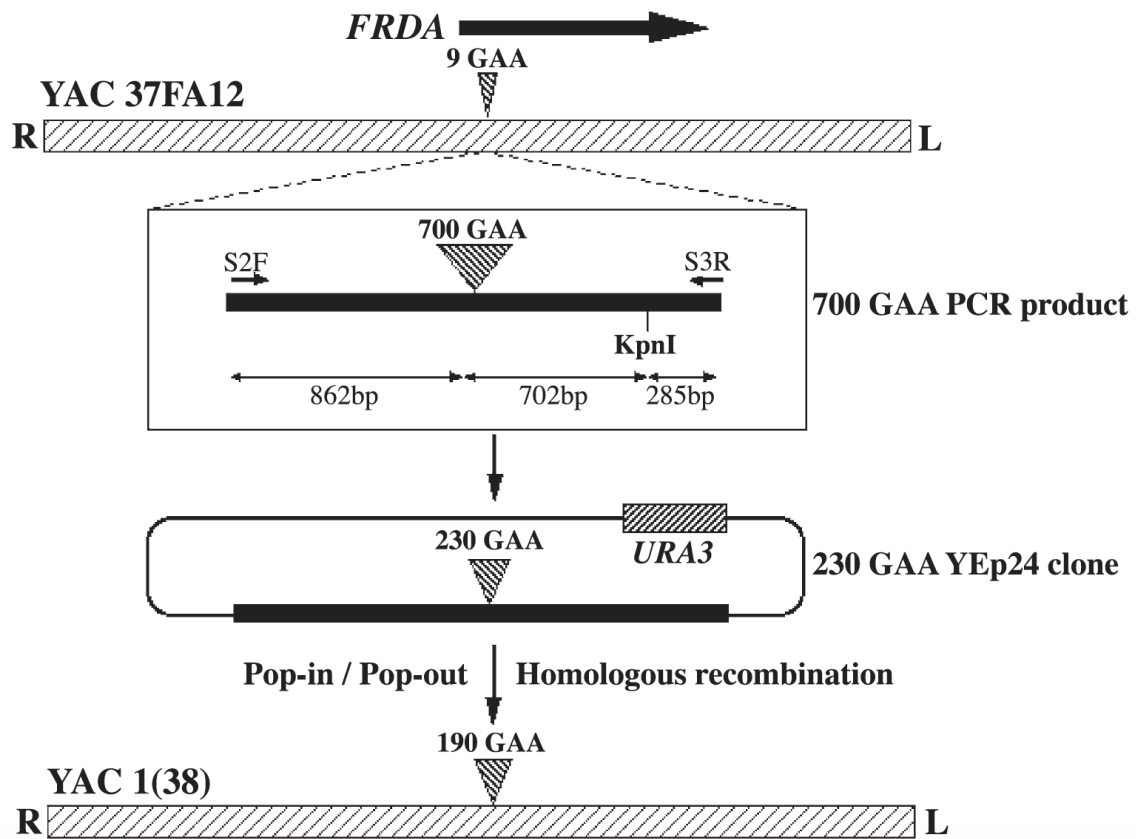 FRDA
9 GAA
YAC 37FA12
R L
700 GAA
S2F S3R
700 GAA PCR product
KpnI
862bp 702bp 285bp
230 GAA URA3
230 GAA YEp24 clone
Pop-in / Pop-out Homologous recombination
190 GAA
YAC 1(38)
R L